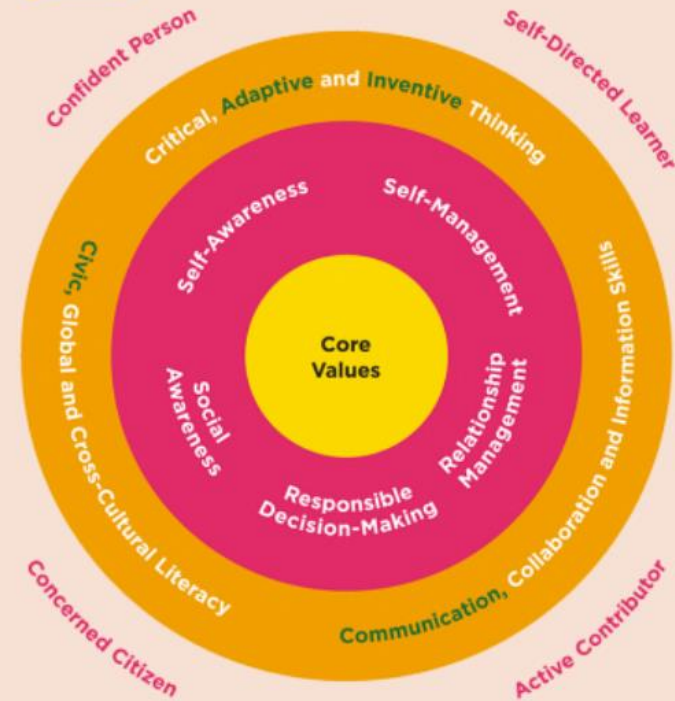 Confident Person
Self-Directed Learner
Critical, Adaptive and Inventive Thinking
Self-Awareness
Self-Management
Civic, Global and Cross-Cultural Literacy
Core
Values
Communication, Collaboration and Information Skills
Social
Awareness
Relationship
Management
Responsible
Decision-Making
Concerned Citizen
Active Contributor